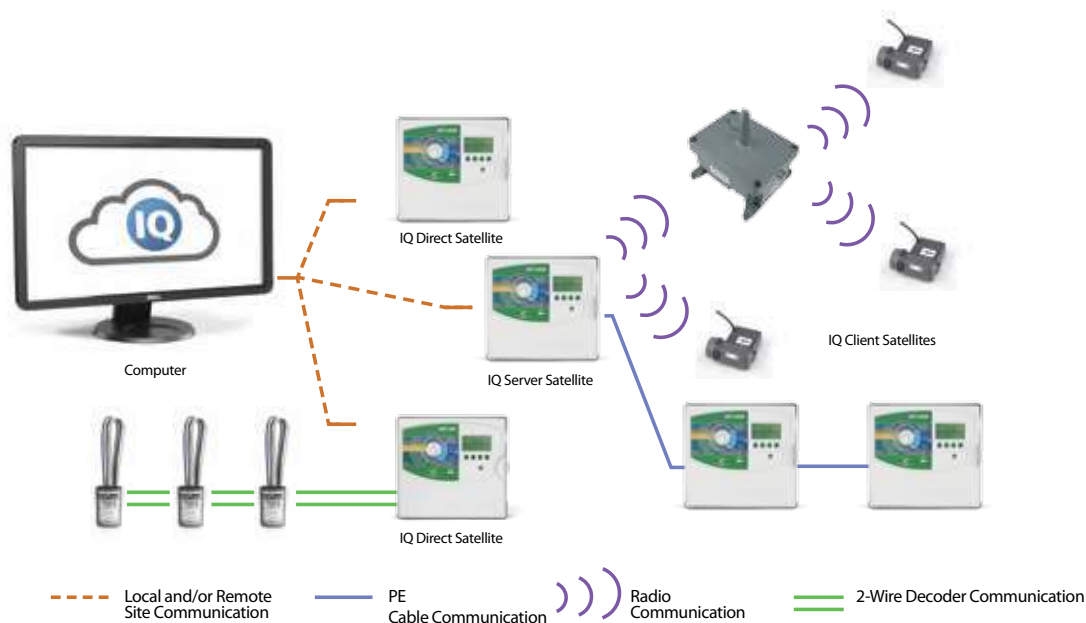 IQ
IQ Direct Satellite
IQ Server Satellite
IQ Client Satellites
Computer
IQ Direct Satellite
Local and/or Remote
Site Communication
PE
Cable Communication
Radio
Communication
2-Wire Decoder Communication